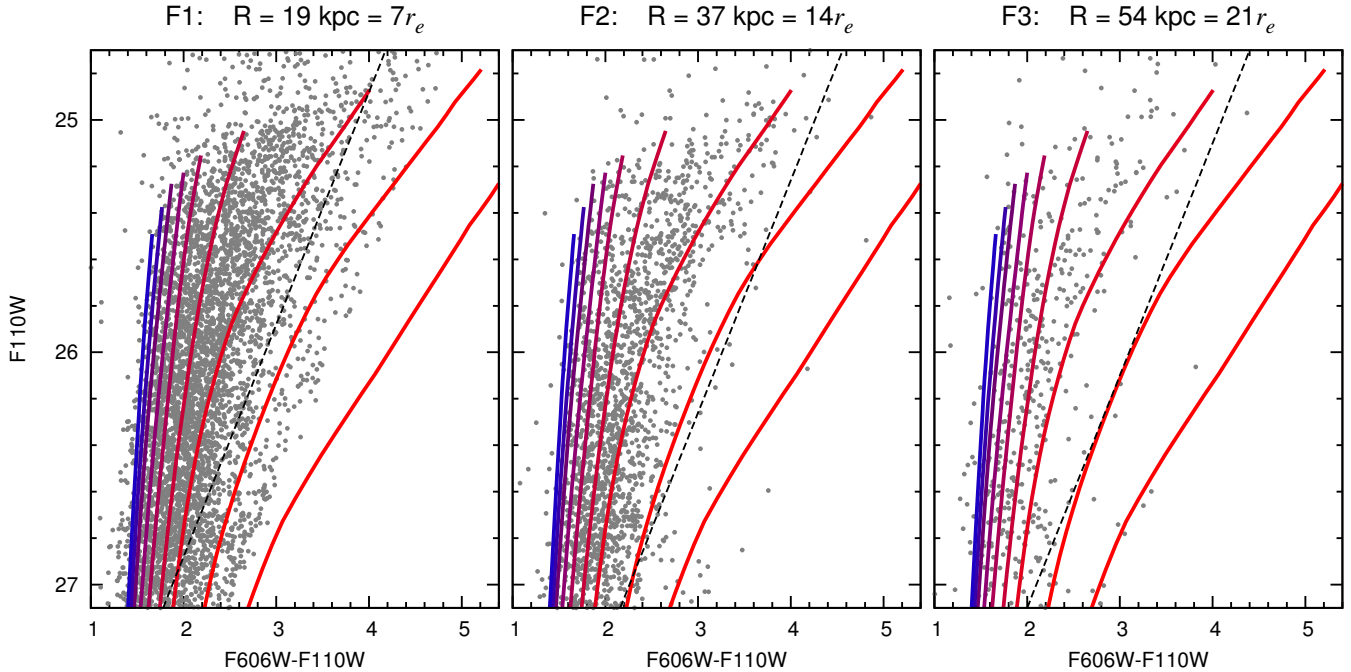 F1: R = 19 kpc = 7r_e
F2: R = 37 kpc = 14r_e
F3: R = 54 kpc = 21r_e
25
26
27
F110W
1 2 3 4 5
1 2 3 4 5
1 2 3 4 5
F606W-F110W
F606W-F110W
F606W-F110W